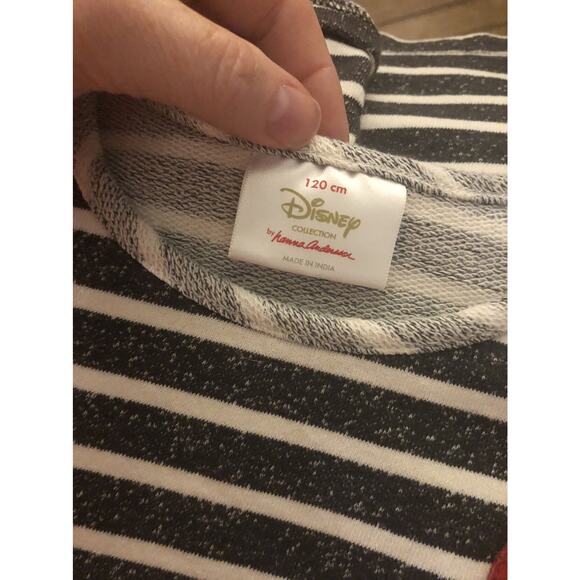 120 cm
Disney
COLLECTION
by hanna Andersson
MADE IN INDIA